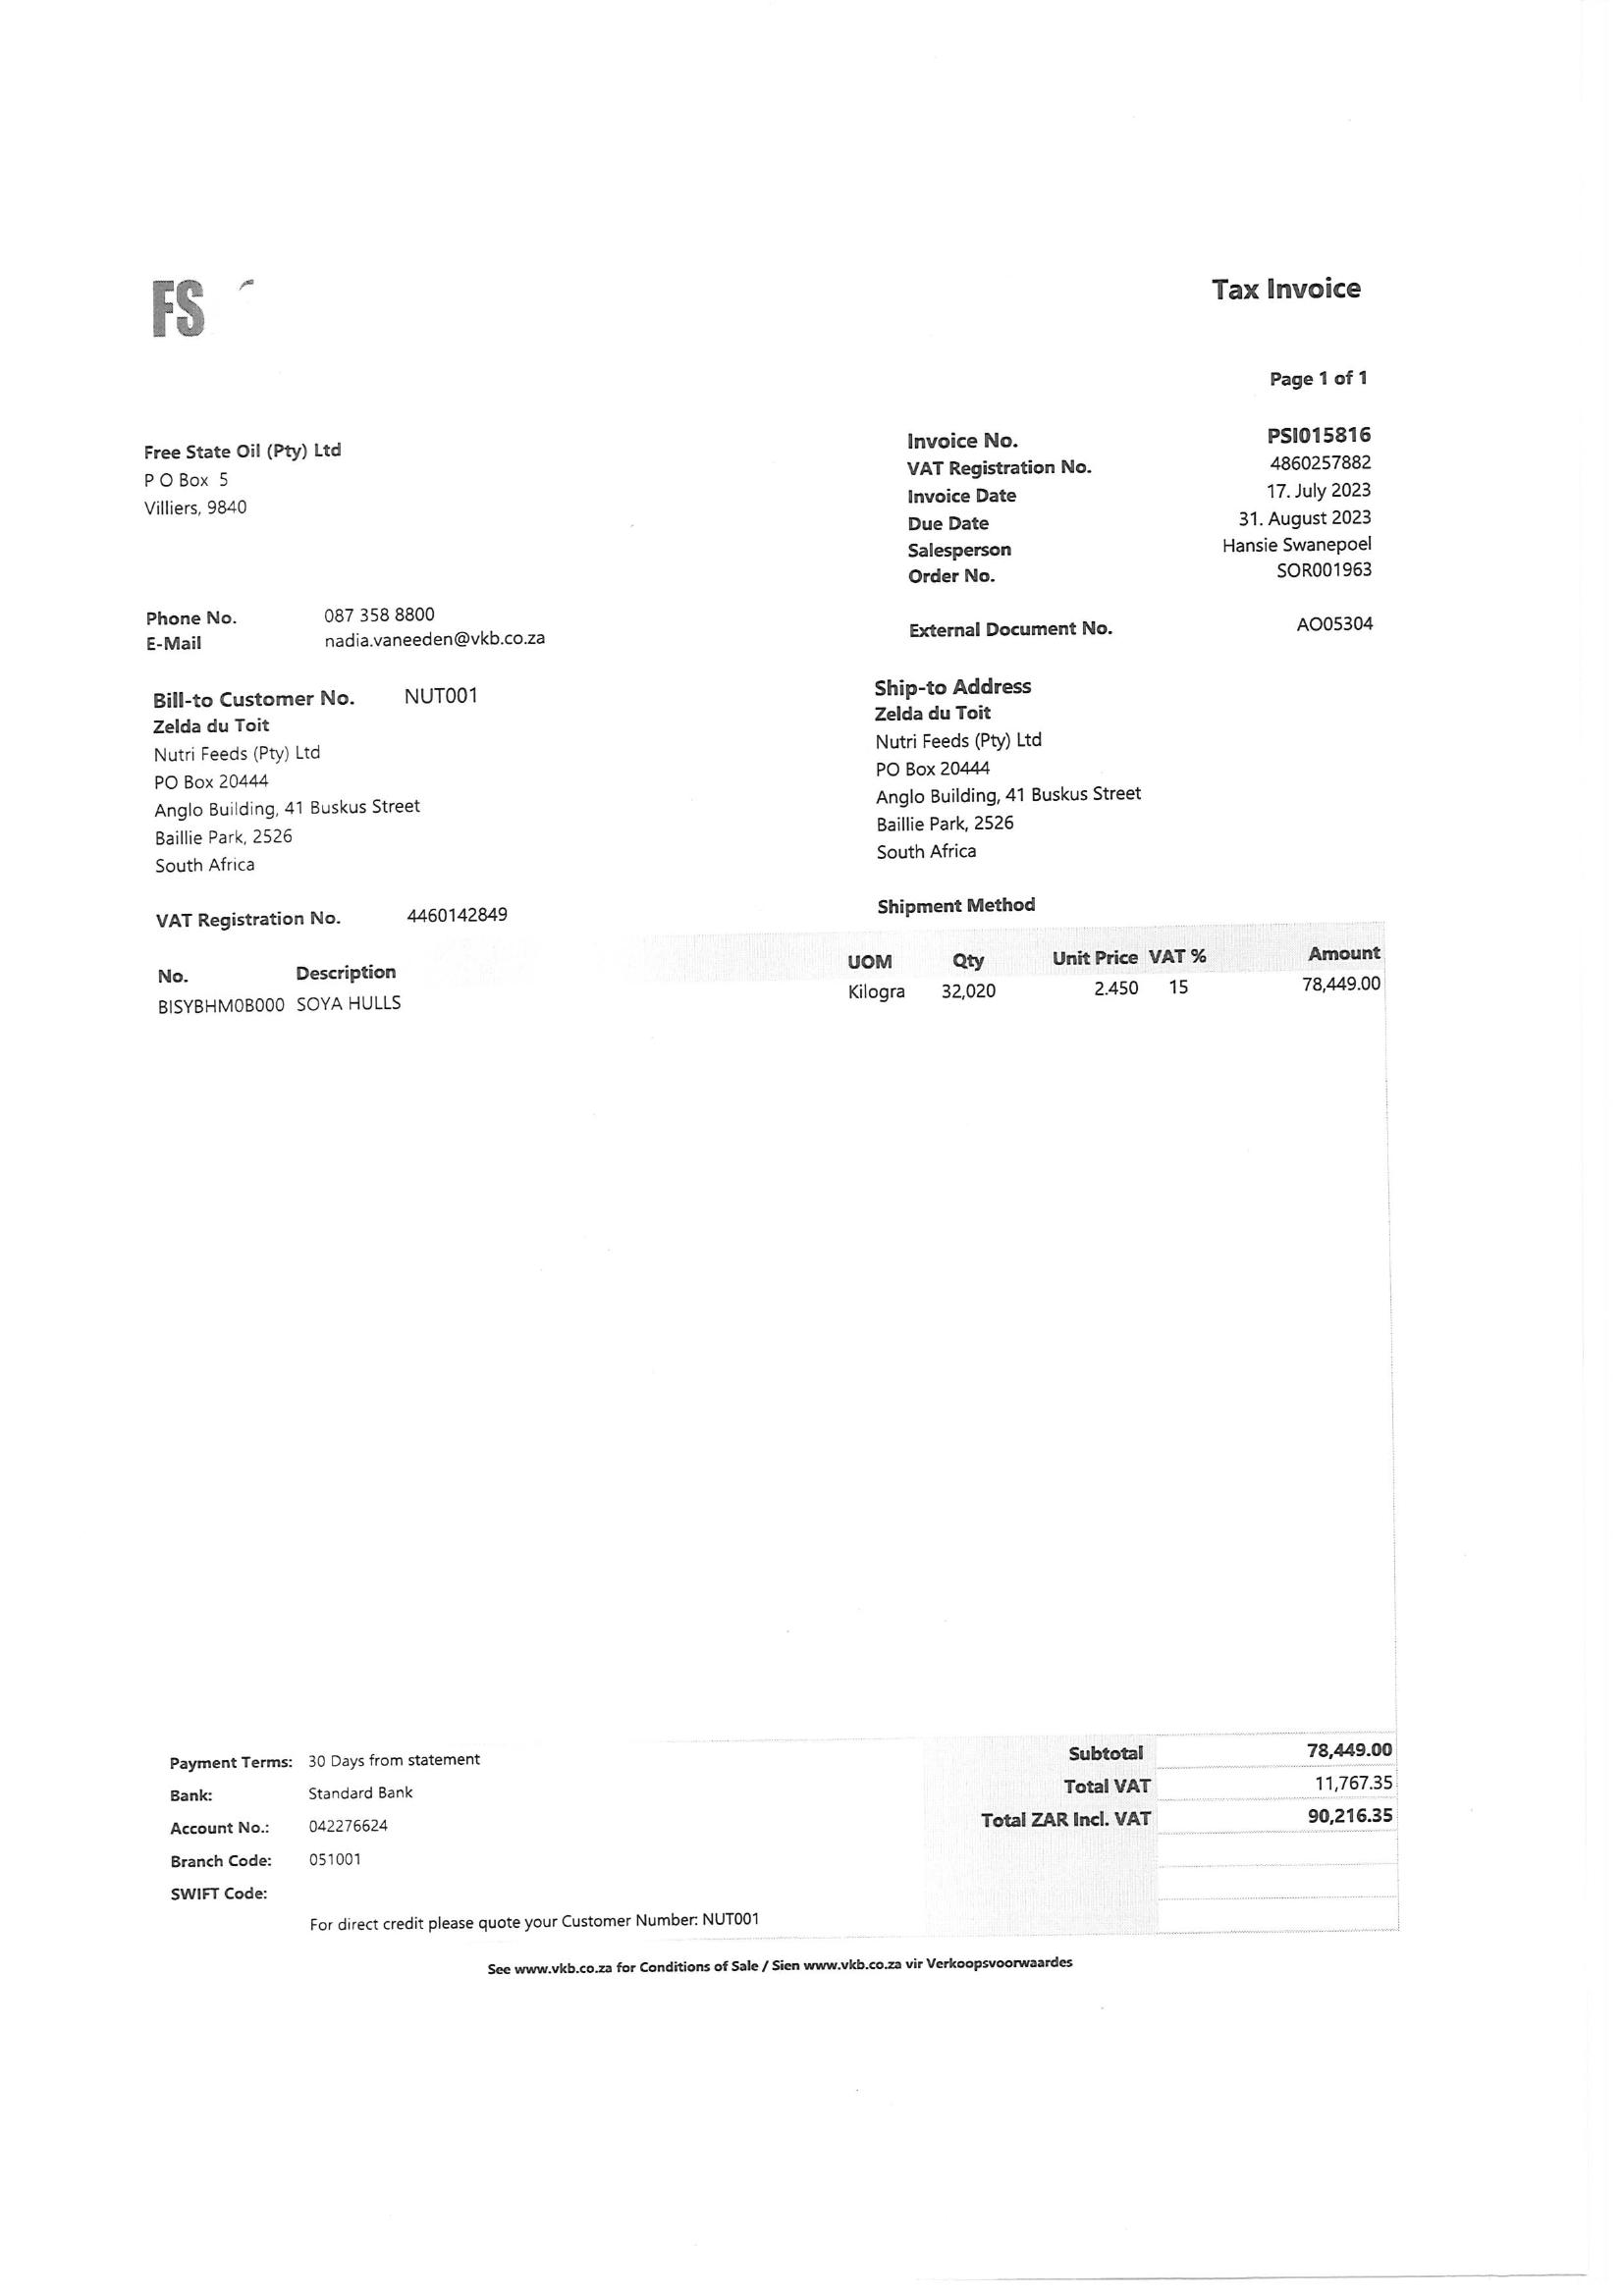 FS
Tax Invoice
Page 1 of 1
Free State Oil (Pty) Ltd
P O Box 5
Villiers, 9840
Invoice No. PSI015816
VAT Registration No. 4860257882
Invoice Date 17. July 2023
Due Date 31. August 2023
Salesperson Hansie Swanepoel
Order No. SOR001963
Phone No. 087 358 8800
E-Mail nadia.vaneeden@vkb.co.za
External Document No. AO05304
Bill-to Customer No. NUT001
Zelda du Toit
Nutri Feeds (Pty) Ltd
PO Box 20444
Anglo Building, 41 Buskus Street
Baillie Park, 2526
South Africa
VAT Registration No. 4460142849
Ship-to Address
Zelda du Toit
Nutri Feeds (Pty) Ltd
PO Box 20444
Anglo Building, 41 Buskus Street
Baillie Park, 2526
South Africa
Shipment Method
No. Description UOM Qty Unit Price VAT % Amount
BISYBHM0B000 SOYA HULLS Kilogra 32,020 2.450 15 78,449.00
Payment Terms: 30 Days from statement
Bank: Standard Bank
Account No.: 042276624
Branch Code: 051001
SWIFT Code:
For direct credit please quote your Customer Number: NUT001
Subtotal 78,449.00
Total VAT 11,767.35
Total ZAR Incl. VAT 90,216.35
See www.vkb.co.za for Conditions of Sale / Sien www.vkb.co.za vir Verkoopsvoorwaardes